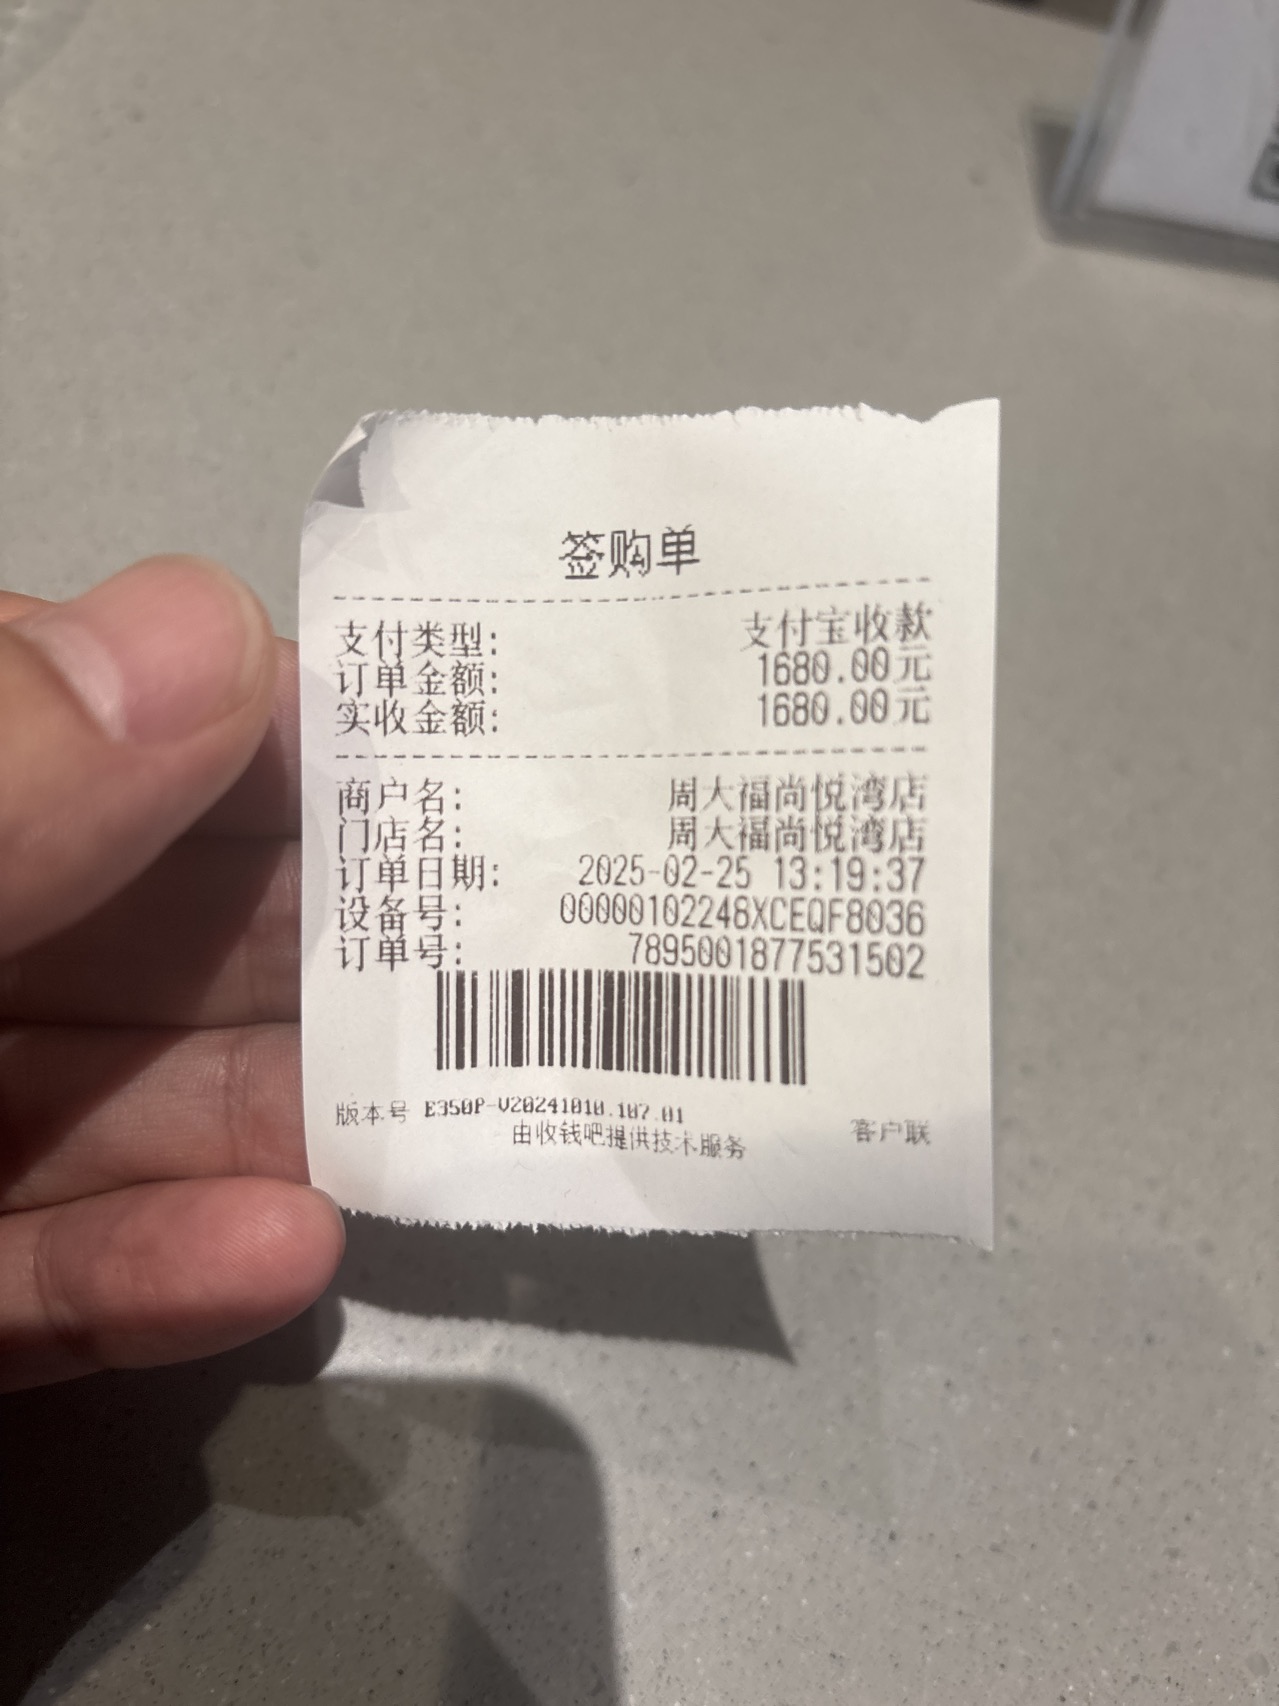 签购单
支付类型: 支付宝收款
订单金额: 1680.00元
实收金额: 1680.00元
商户名: 周大福尚悦湾店
门店名: 周大福尚悦湾店
订单日期: 2025-02-25 13:19:37
设备号: 00000102248XCEQF8036
订单号: 7895001877531502
版本号 E350P-V20241010.107.01
由收钱吧提供技术服务
客户联